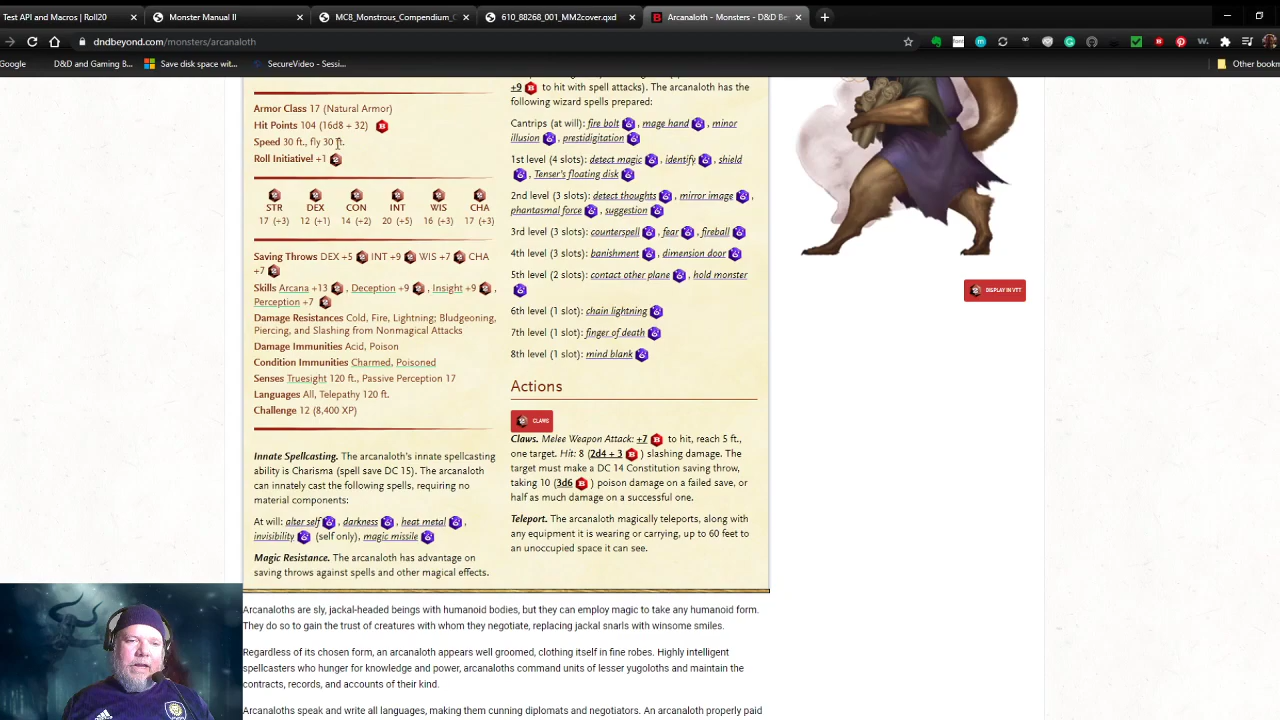 Test API and Macros | Roll20
Monster Manual II
MC8_Monstrous_Compendium_
610_88268_001_MM2cover.qxd
Arcanaloth - Monsters - D&D Be
dndbeyond.com/monsters/arcanaloth
Google
D&D and Gaming B...
Save disk space wit...
SecureVideo - Sessi...
Other bookm
Armor Class 17 (Natural Armor)
Hit Points 104 (16d8 + 32)
Speed 30 ft., fly 30 ft.
Roll Initiative! +1
STR DEX CON INT WIS CHA
17 (+3) 12 (+1) 14 (+2) 20 (+5) 16 (+3) 17 (+3)
Saving Throws DEX +5 INT +9 WIS +7 CHA
+7
Skills Arcana +13 , Deception +9 , Insight +9 ,
Perception +7
Damage Resistances Cold, Fire, Lightning; Bludgeoning,
Piercing, and Slashing from Nonmagical Attacks
Damage Immunities Acid, Poison
Condition Immunities Charmed, Poisoned
Senses Truesight 120 ft., Passive Perception 17
Languages All, Telepathy 120 ft.
Challenge 12 (8,400 XP)
Innate Spellcasting. The arcanaloth's innate spellcasting
ability is Charisma (spell save DC 15). The arcanaloth
can innately cast the following spells, requiring no
material components:
At will: alter self , darkness , heat metal ,
invisibility (self only), magic missile
Magic Resistance. The arcanaloth has advantage on
saving throws against spells and other magical effects.
+9 to hit with spell attacks). The arcanaloth has the
following wizard spells prepared:
Cantrips (at will): fire bolt , mage hand , minor
illusion , prestidigitation
1st level (4 slots): detect magic , identify , shield
, Tenser's floating disk
2nd level (3 slots): detect thoughts , mirror image ,
phantasmal force , suggestion
3rd level (3 slots): counterspell , fear , fireball
4th level (3 slots): banishment , dimension door
5th level (2 slots): contact other plane , hold monster
6th level (1 slot): chain lightning
7th level (1 slot): finger of death
8th level (1 slot): mind blank
Actions
CLAWS
Claws. Melee Weapon Attack: +7 to hit, reach 5 ft.,
one target. Hit: 8 (2d4 + 3 ) slashing damage. The
target must make a DC 14 Constitution saving throw,
taking 10 (3d6 ) poison damage on a failed save, or
half as much damage on a successful one.
Teleport. The arcanaloth magically teleports, along with
any equipment it is wearing or carrying, up to 60 feet to
an unoccupied space it can see.
DISPLAY IN VTT
Arcanaloths are sly, jackal-headed beings with humanoid bodies, but they can employ magic to take any humanoid form.
They do so to gain the trust of creatures with whom they negotiate, replacing jackal snarls with winsome smiles.
Regardless of its chosen form, an arcanaloth appears well groomed, clothing itself in fine robes. Highly intelligent
spellcasters who hunger for knowledge and power, arcanaloths command units of lesser yugoloths and maintain the
contracts, records, and accounts of their kind.
Arcanaloths speak and write all languages, making them cunning diplomats and negotiators. An arcanaloth properly paid